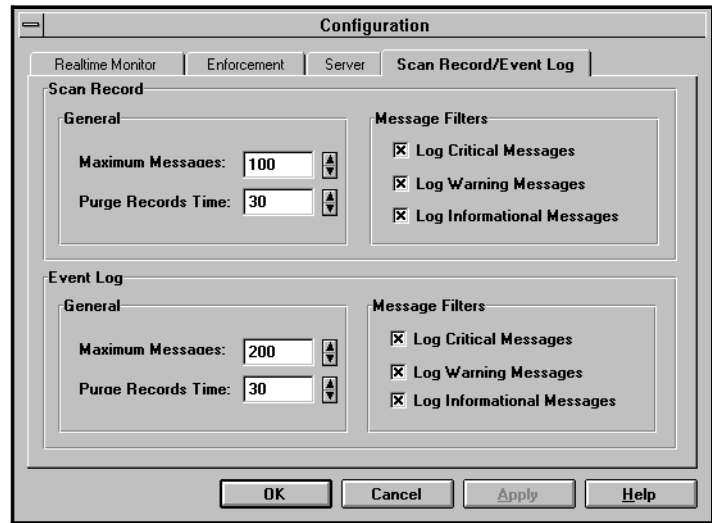 Configuration
Realtime Monitor Enforcement Server Scan Record/Event Log
Scan Record
General
Maximum Messages: 100
Purge Records Time: 30
Message Filters
Log Critical Messages
Log Warning Messages
Log Informational Messages
Event Log
General
Maximum Messages: 200
Purge Records Time: 30
Message Filters
Log Critical Messages
Log Warning Messages
Log Informational Messages
OK Cancel Apply Help